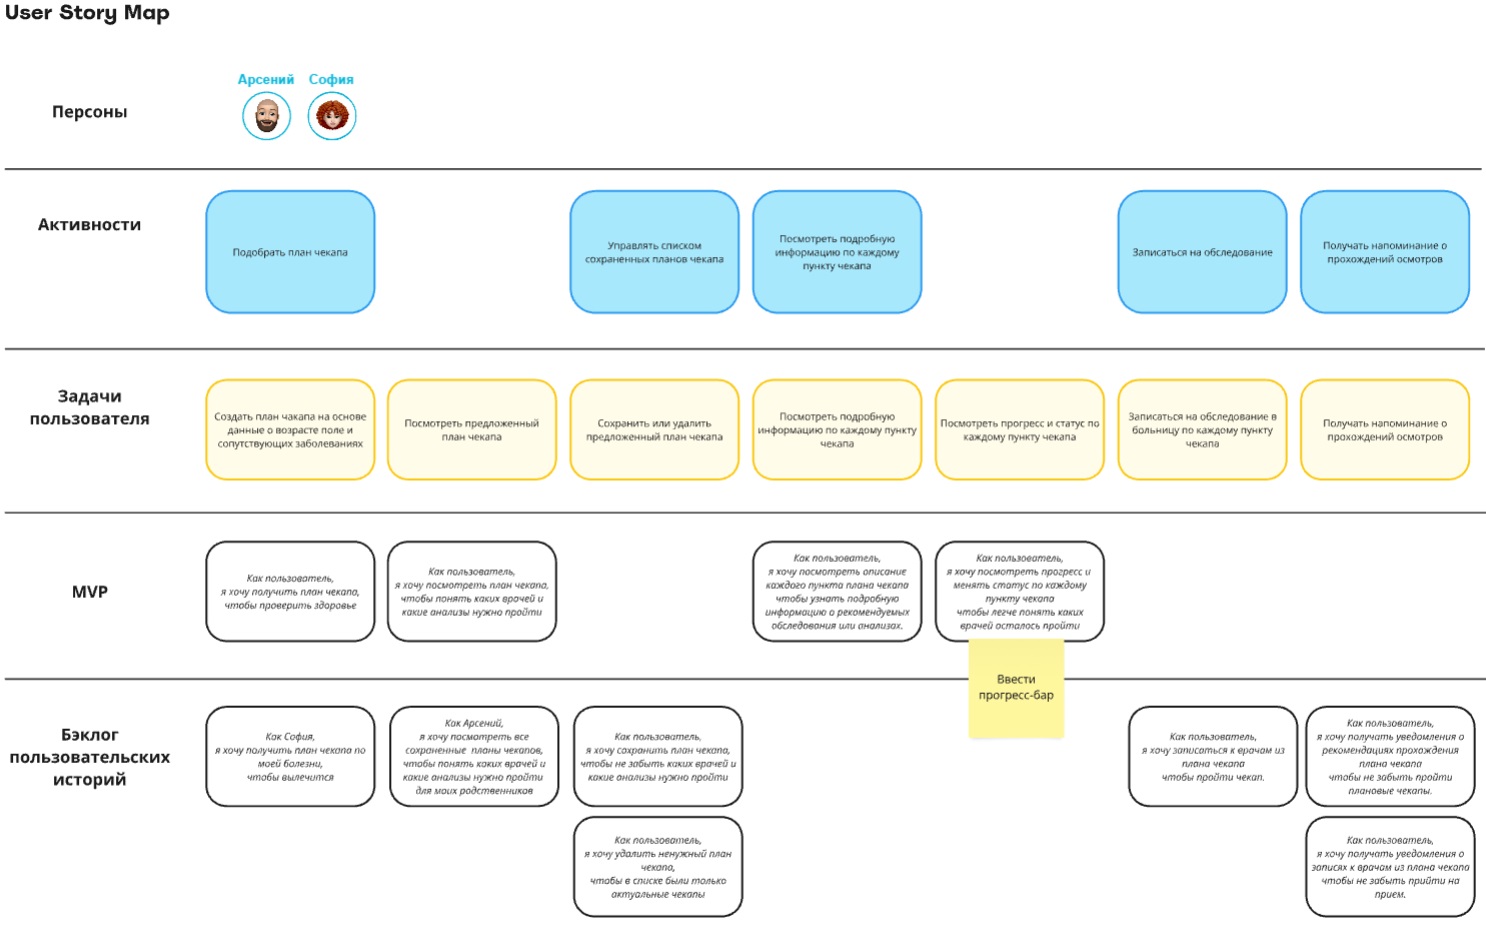 User Story Map
Арсений
София
Персоны
Активности
Подобрать план чекапа
Управлять списком
сохраненных планов чекапа
Посмотреть подробную
информацию по каждому
пункту чекапа
Записаться на обследование
Получать напоминание о
прохождений осмотров
Задачи
пользователя
Создать план чакапа на основе
данные о возрасте поле и
сопутствующих заболеваниях
Посмотреть предложенный
план чекапа
Сохранить или удалить
предложенный план чекапа
Посмотреть подробную
информацию по каждому пункту
чекапа
Посмотреть прогресс и статус по
каждому пункту чекапа
Записаться на обследование в
больницу по каждому пункту
чекапа
Получать напоминание о
прохождений осмотров
MVP
Как пользователь,
я хочу получить план чекапа,
чтобы проверить здоровье
Как пользователь,
я хочу посмотреть план чекапа,
чтобы понять каких врачей и
какие анализы нужно пройти
Как пользователь,
я хочу посмотреть описание
каждого пункта плана чекапа
чтобы узнать подробную
информацию о рекомендуемых
обследования или анализах.
Как пользователь,
я хочу посмотреть прогресс и
менять статус по каждому
пункту чекапа
чтобы легче понять каких
врачей осталось пройти
Ввести
прогресс-бар
Бэклог
пользовательских
историй
Как София,
я хочу получить план чекапа по
моей болезни,
чтобы вылечится
Как Арсений,
я хочу посмотреть все
сохраненные планы чекапов,
чтобы понять каких врачей и
какие анализы нужно пройти
для моих родственников
Как пользователь,
я хочу сохранить план чекапа,
чтобы не забыть каких врачей и
какие анализы нужно пройти
Как пользователь,
я хочу записаться к врачам из
плана чекапа
чтобы пройти чекап.
Как пользователь,
я хочу получать уведомления о
рекомендациях прохождения
плана чекапа
чтобы не забыть пройти
плановые чекапы.
Как пользователь,
я хочу удалить ненужный план
чекапа,
чтобы в списке были только
актуальные чекапы
Как пользователь,
я хочу получать уведомления о
записях к врачам из плана чекапа
чтобы не забыть прийти на
прием.